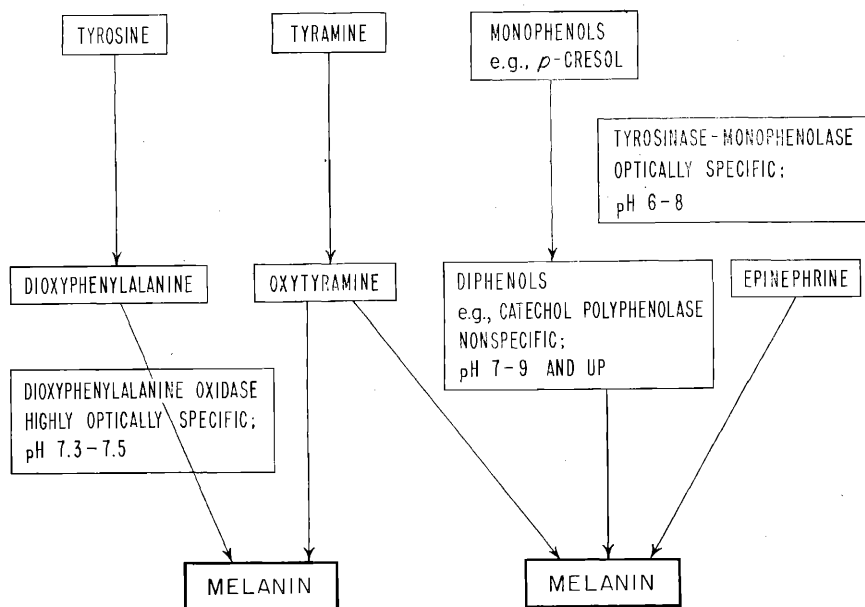 TYROSINE
TYRAMINE
MONOPHENOLS
e.g., p-CRESOL
TYROSINASE-MONOPHENOLASE
OPTICALLY SPECIFIC;
pH 6-8
DIOXYPHENYLALANINE
OXYTYRAMINE
DIPHENOLS
e.g., CATECHOL POLYPHENOLASE
NONSPECIFIC;
pH 7-9 AND UP
EPINEPHRINE
DIOXYPHENYLALANINE OXIDASE
HIGHLY OPTICALLY SPECIFIC;
pH 7.3-7.5
MELANIN
MELANIN